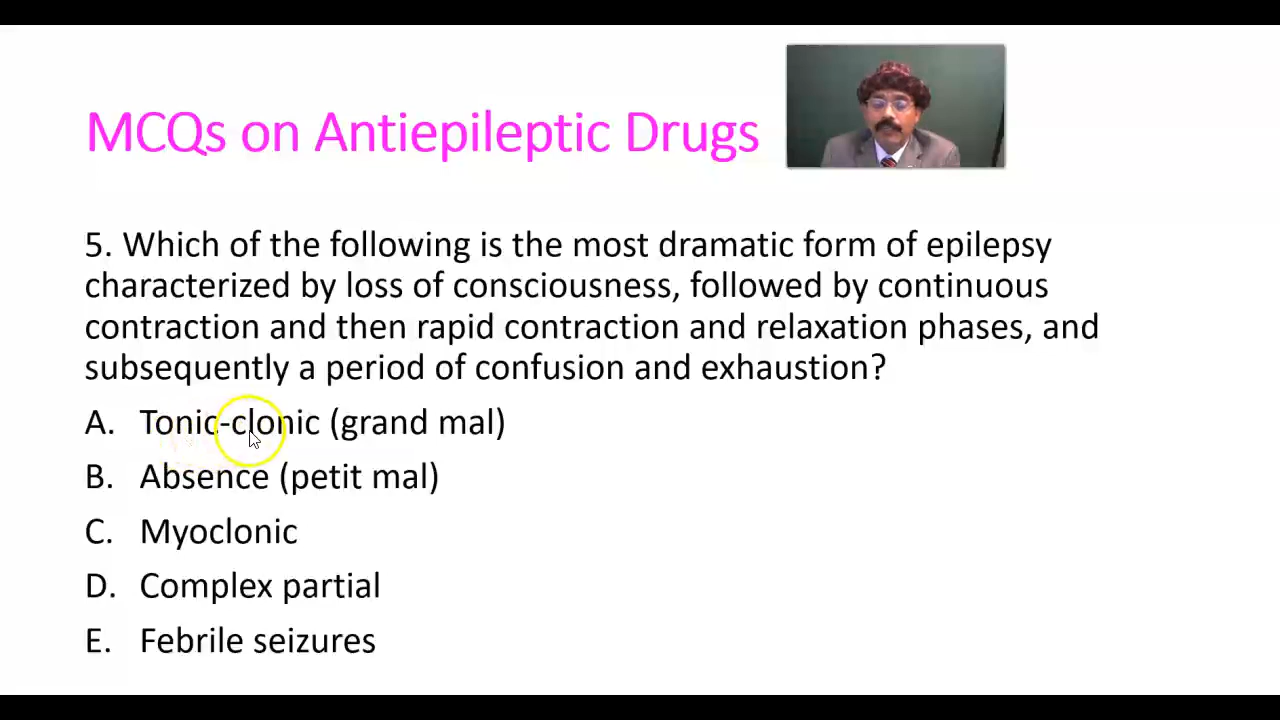 MCQs on Antiepileptic Drugs
5. Which of the following is the most dramatic form of epilepsy
characterized by loss of consciousness, followed by continuous
contraction and then rapid contraction and relaxation phases, and
subsequently a period of confusion and exhaustion?
A. Tonic-clonic (grand mal)
B. Absence (petit mal)
C. Myoclonic
D. Complex partial
E. Febrile seizures